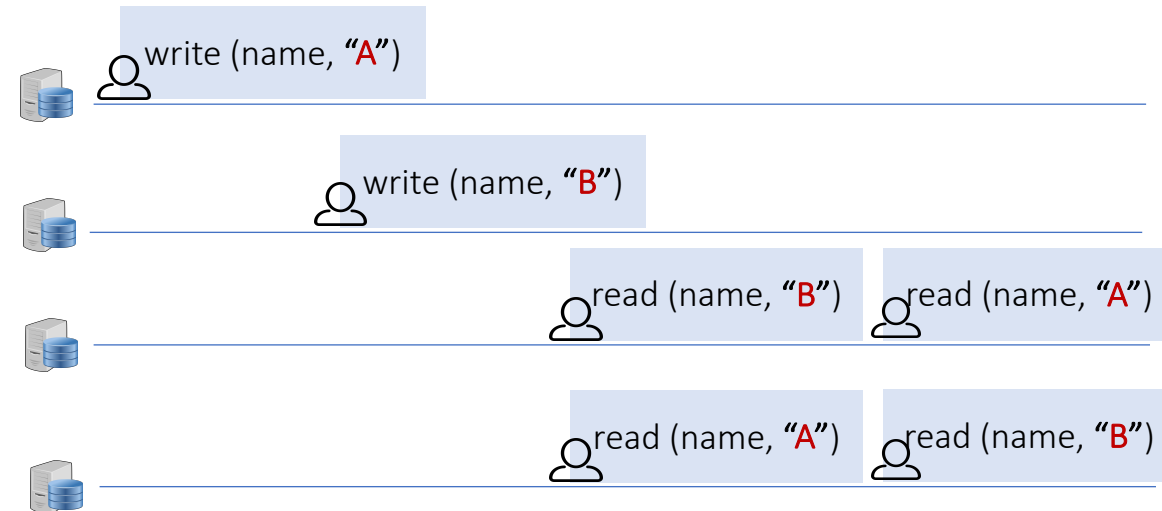 write (name, “A”)
write (name, “B”)
read (name, “B”) read (name, “A”)
read (name, “A”) read (name, “B”)